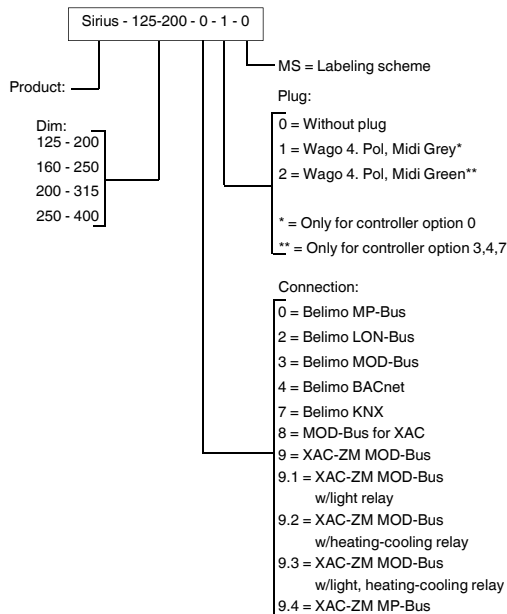 Sirius - 125-200 - 0 - 1 - 0
MS = Labeling scheme
Product:
Plug:
0 = Without plug
1 = Wago 4. Pol, Midi Grey*
2 = Wago 4. Pol, Midi Green**
* = Only for controller option 0
** = Only for controller option 3,4,7
Dim:
125 - 200
160 - 250
200 - 315
250 - 400
Connection:
0 = Belimo MP-Bus
2 = Belimo LON-Bus
3 = Belimo MOD-Bus
4 = Belimo BACnet
7 = Belimo KNX
8 = MOD-Bus for XAC
9 = XAC-ZM MOD-Bus
9.1 = XAC-ZM MOD-Bus
w/light relay
9.2 = XAC-ZM MOD-Bus
w/heating-cooling relay
9.3 = XAC-ZM MOD-Bus
w/light, heating-cooling relay
9.4 = XAC-ZM MP-Bus